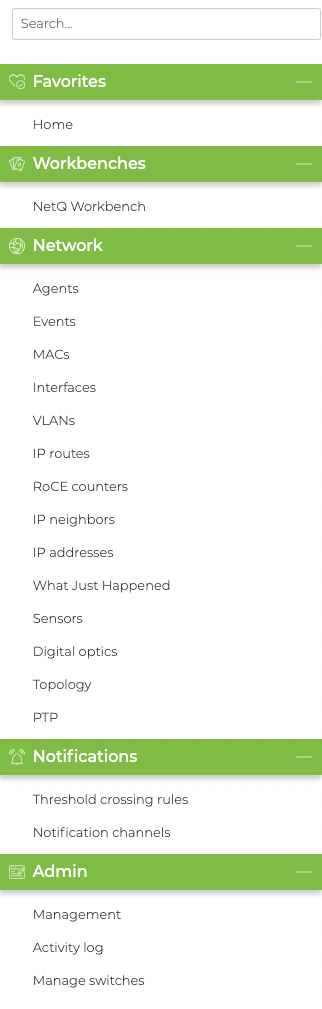 Search...
Favorites
Home
Workbenches
NetQ Workbench
Network
Agents
Events
MACs
Interfaces
VLANs
IP routes
RoCE counters
IP neighbors
IP addresses
What Just Happened
Sensors
Digital optics
Topology
PTP
Notifications
Threshold crossing rules
Notification channels
Admin
Management
Activity log
Manage switches